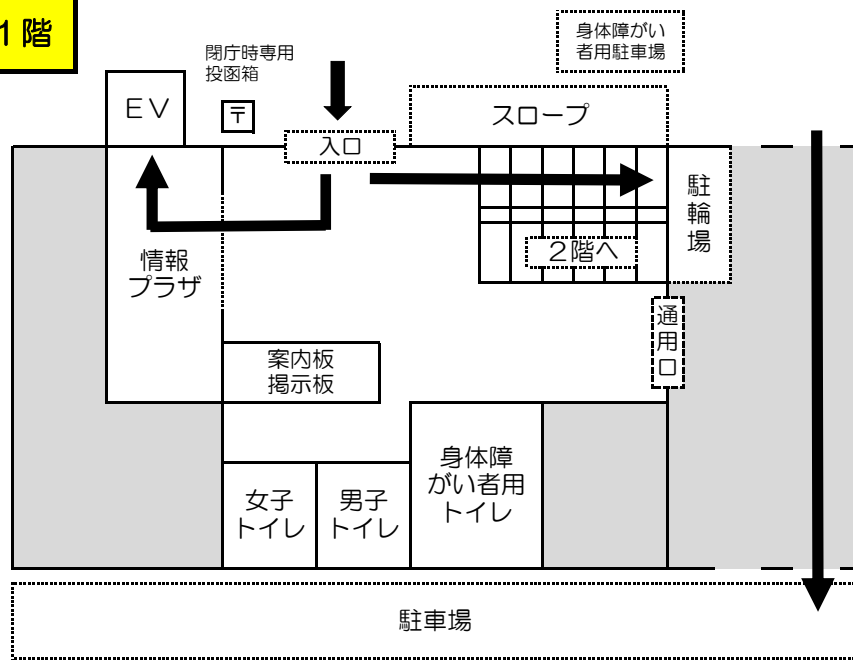 1階
身体障がい
者用駐車場
閉庁時専用
投函箱
EV
〒
スロープ
入口
駐輪場
2階へ
情報
プラザ
通用口
案内板
掲示板
身体障
がい者用
トイレ
女子
トイレ
男子
トイレ
駐車場